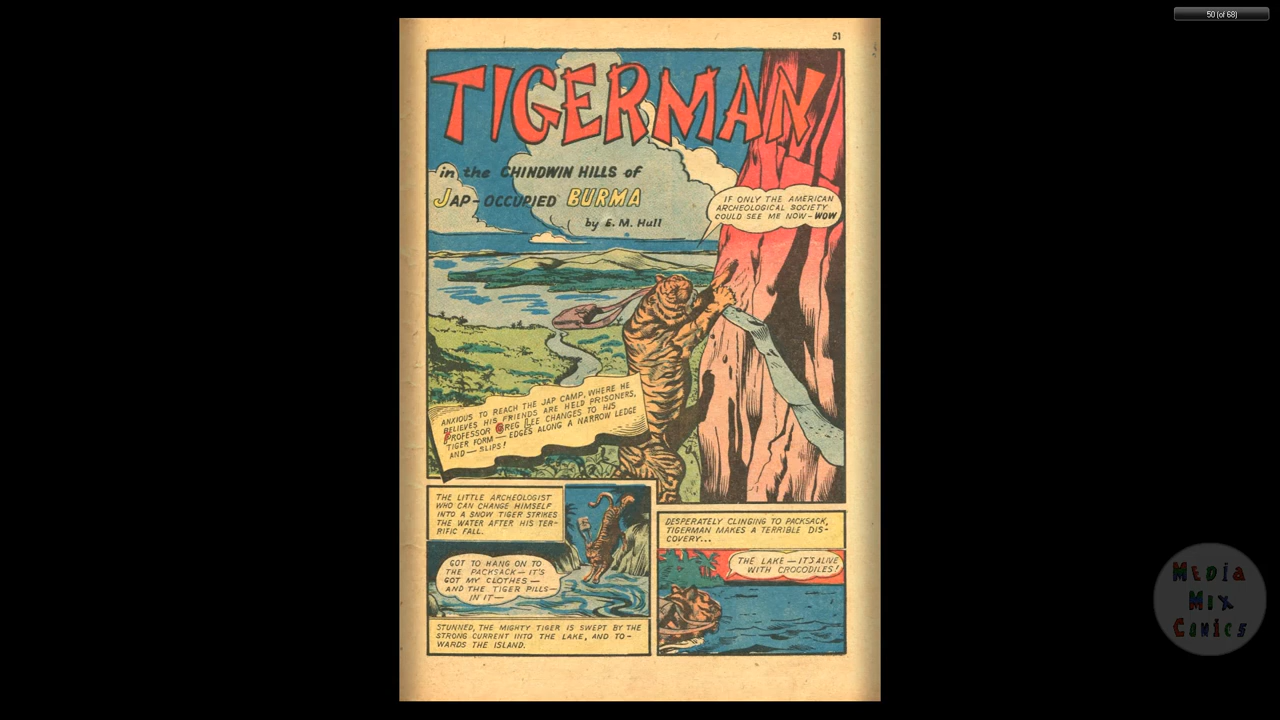 50 (of 68)
51
TIGERMAN
in the CHINDWIN HILLS of
JAP-OCCUPIED BURMA
by E. M. Hull
IF ONLY THE AMERICAN
ARCHEOLOGICAL SOCIETY
COULD SEE ME NOW - WOW
ANXIOUS TO REACH THE JAP CAMP, WHERE HE
BELIEVES HIS FRIENDS ARE HELD PRISONERS,
PROFESSOR GREG LEE CHANGES TO HIS
TIGER FORM — EDGES ALONG A NARROW LEDGE
AND — SLIPS!
THE LITTLE ARCHEOLOGIST
WHO CAN CHANGE HIMSELF
INTO A SNOW TIGER STRIKES
THE WATER AFTER HIS TER-
RIFIC FALL.
GOT TO HANG ON TO
THE PACKSACK — IT'S
GOT MY CLOTHES —
AND THE TIGER PILLS —
IN IT —
STUNNED, THE MIGHTY TIGER IS SWEPT BY THE
STRONG CURRENT INTO THE LAKE, AND TO-
WARDS THE ISLAND.
DESPERATELY CLINGING TO PACKSACK,
TIGERMAN MAKES A TERRIBLE DIS-
COVERY...
THE LAKE — IT'S ALIVE
WITH CROCODILES!
MEDIA
MIX
COMICS